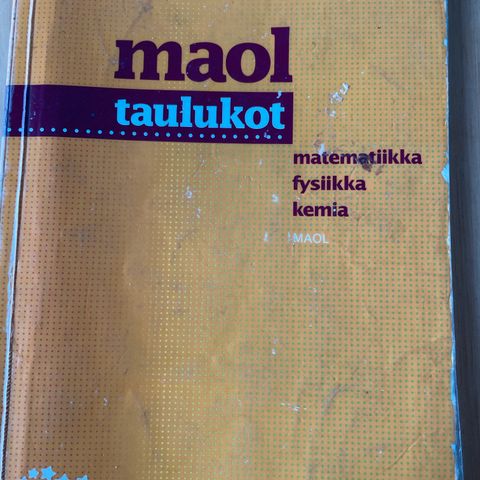 maol
taulukot
matematiikka
fysiikka
kemia
MAOL